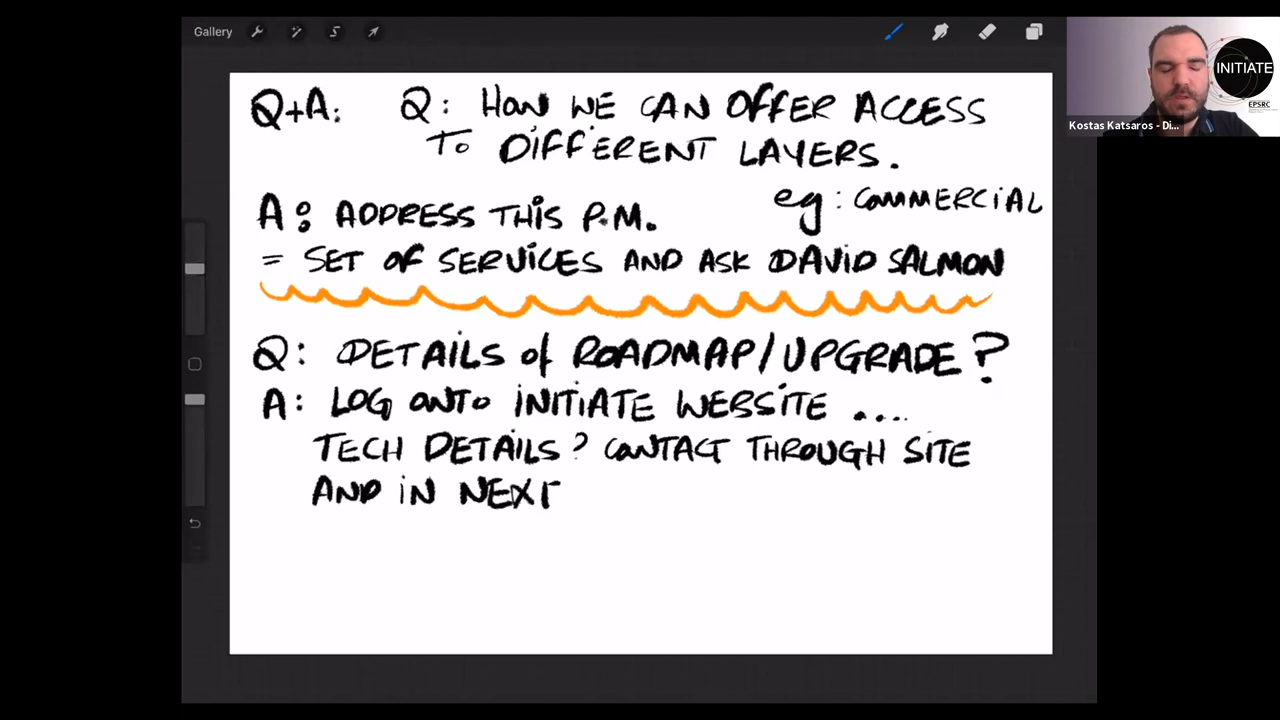 Gallery
INITIATE
EPSRC
Kostas Katsaros - Di...
Q+A: Q: HOW WE CAN OFFER ACCESS
TO DIFFERENT LAYERS.
eg: COMMERCIAL
A: ADDRESS THIS P.M.
= SET OF SERVICES AND ASK DAVID SALMON
Q: DETAILS of ROADMAP/UPGRADE?
A: LOG ONTO INITIATE WEBSITE ....
TECH DETAILS? CONTACT THROUGH SITE
AND IN NEXT